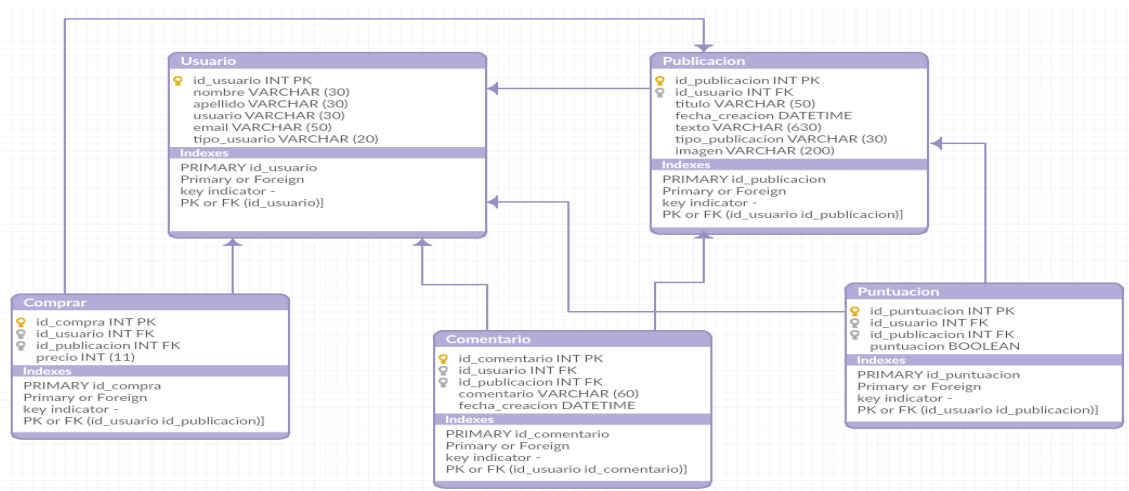 Usuario
id_usuario INT PK
nombre VARCHAR (30)
apellido VARCHAR (30)
usuario VARCHAR (30)
email VARCHAR (50)
tipo_usuario VARCHAR (20)
Indexes
PRIMARY id_usuario
Primary or Foreign
key indicator -
PK or FK (id_usuario)]
Publicacion
id_publicacion INT PK
id_usuario INT FK
titulo VARCHAR (50)
fecha_creacion DATETIME
texto VARCHAR (630)
tipo_publicacion VARCHAR (30)
imagen VARCHAR (200)
Indexes
PRIMARY id_publicacion
Primary or Foreign
key indicator -
PK or FK (id_usuario id_publicacion)]
Comprar
id_compra INT PK
id_usuario INT FK
id_publicacion INT FK
precio INT (11)
Indexes
PRIMARY id_compra
Primary or Foreign
key indicator -
PK or FK (id_usuario id_publicacion)]
Comentario
id_comentario INT PK
id_usuario INT FK
id_publicacion INT FK
comentario VARCHAR (60)
fecha_creacion DATETIME
Indexes
PRIMARY id_comentario
Primary or Foreign
key indicator -
PK or FK (id_usuario id_comentario)]
Puntuacion
id_puntuacion INT PK
id_usuario INT FK
id_publicacion INT FK
puntuacion BOOLEAN
Indexes
PRIMARY id_puntuacion
Primary or Foreign
key indicator -
PK or FK (id_usuario id_publicacion)]